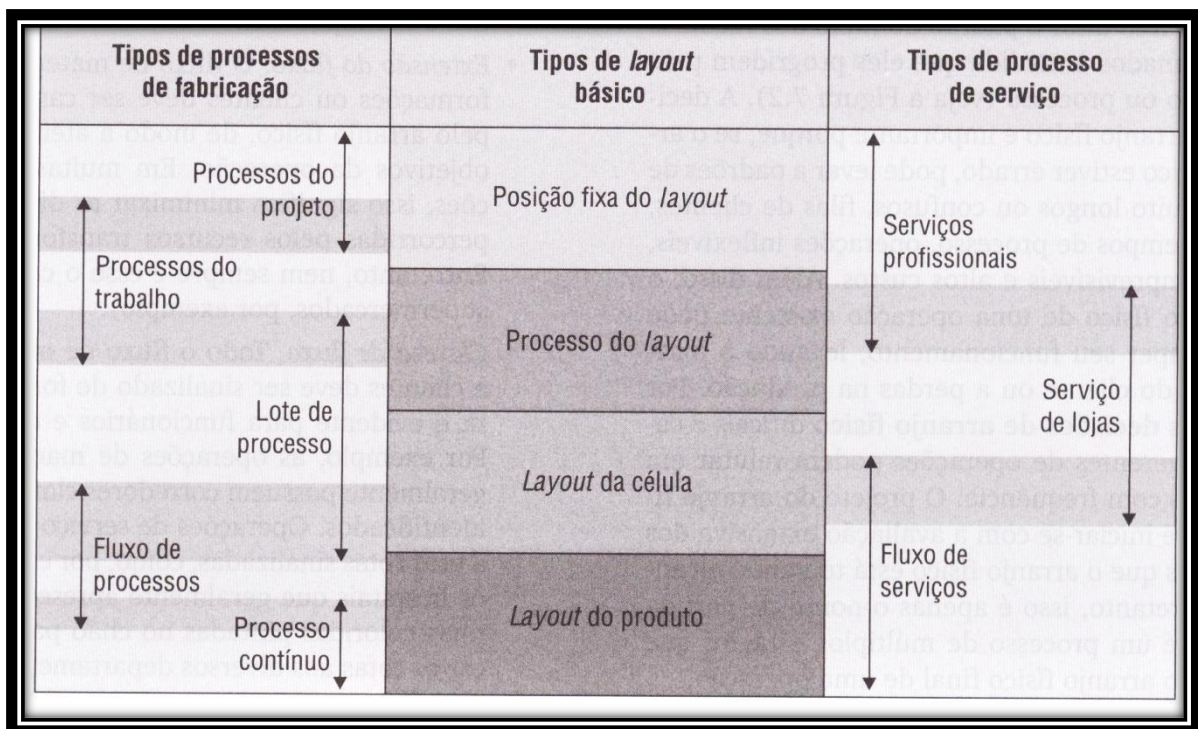 Tipos de processos
de fabricação
Tipos de layout
básico
Tipos de processo
de serviço
Processos do
projeto
Processos do
trabalho
Lote de
processo
Fluxo de
processos
Processo
contínuo
Posição fixa do layout
Processo do layout
Layout da célula
Layout do produto
Serviços
profissionais
Serviço
de lojas
Fluxo de
serviços